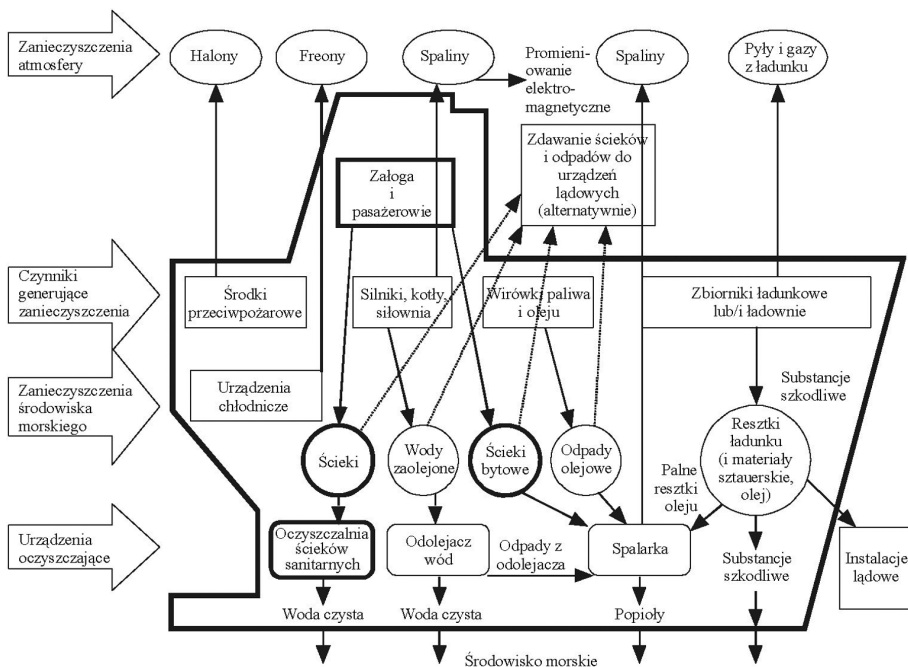 Zanieczyszczenia
atmosfery
Halony
Freony
Spaliny
Promieni-
owanie
elektro-
magnetyczne
Spaliny
Pyły i gazy
z ładunku
Zdawanie ścieków
i odpadów do
urządzeń
lądowych
(alternatywnie)
Załoga
i
pasażerowie
Czynniki
generujące
zanieczyszczenia
Środki
przeciwpożarowe
Silniki, kotły,
siłownia
Wirówki paliwa
i oleju
Zbiorniki ładunkowe
lub/i ładownie
Zanieczyszczenia
środowiska
morskiego
Urządzenia
chłodnicze
Substancje
szkodliwe
Ścieki
Wody
zaolejone
Ścieki
bytowe
Odpady
olejowe
Resztki
ładunku
(i materiały
sztauerskie,
olej)
Palne
resztki
oleju
Urządzenia
oczyszczające
Oczyszczalnia
ścieków
sanitarnych
Odolejacz
wód
Odpady z
odolejacza
Spalarka
Substancje
szkodliwe
Instalacje
lądowe
Woda czysta
Woda czysta
Popioły
Środowisko morskie